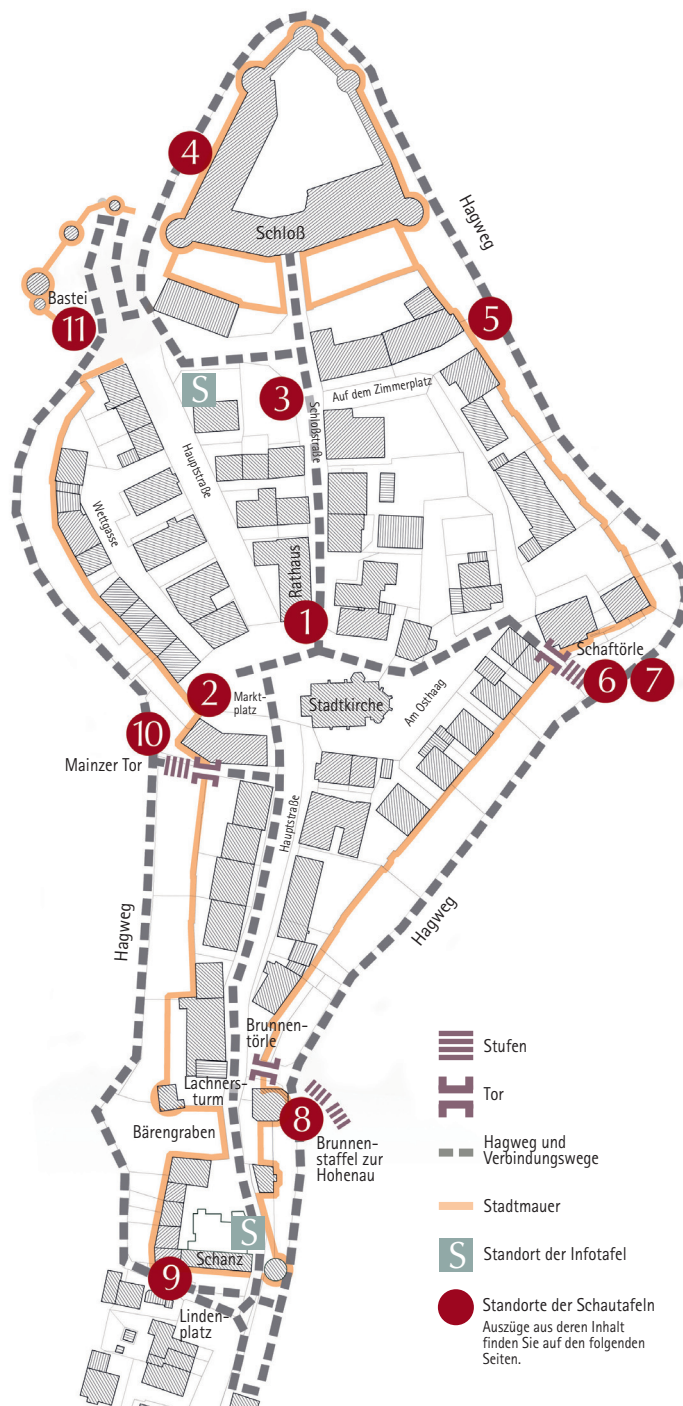 4
Hagweg
Schloß
Bastei
11
5
S
3
Auf dem Zimmerplatz
Schloßstraße
Hauptstraße
Wettgasse
Rathaus
1
Schaftörle
6
7
2
Markt-
platz
Stadtkirche
Am Osthaag
10
Mainzer Tor
Hauptstraße
Hagweg
Hagweg
Brunnen-
törle
Lachners-
turm
8
Bärengraben
Brunnen-
staffel zur
Hohenau
S
Schanz
9
Linden-
platz
Stufen
Tor
Hagweg und
Verbindungswege
Stadtmauer
S
Standort der Infotafel
Standorte der Schautafeln
Auszüge aus deren Inhalt
finden Sie auf den folgenden
Seiten.